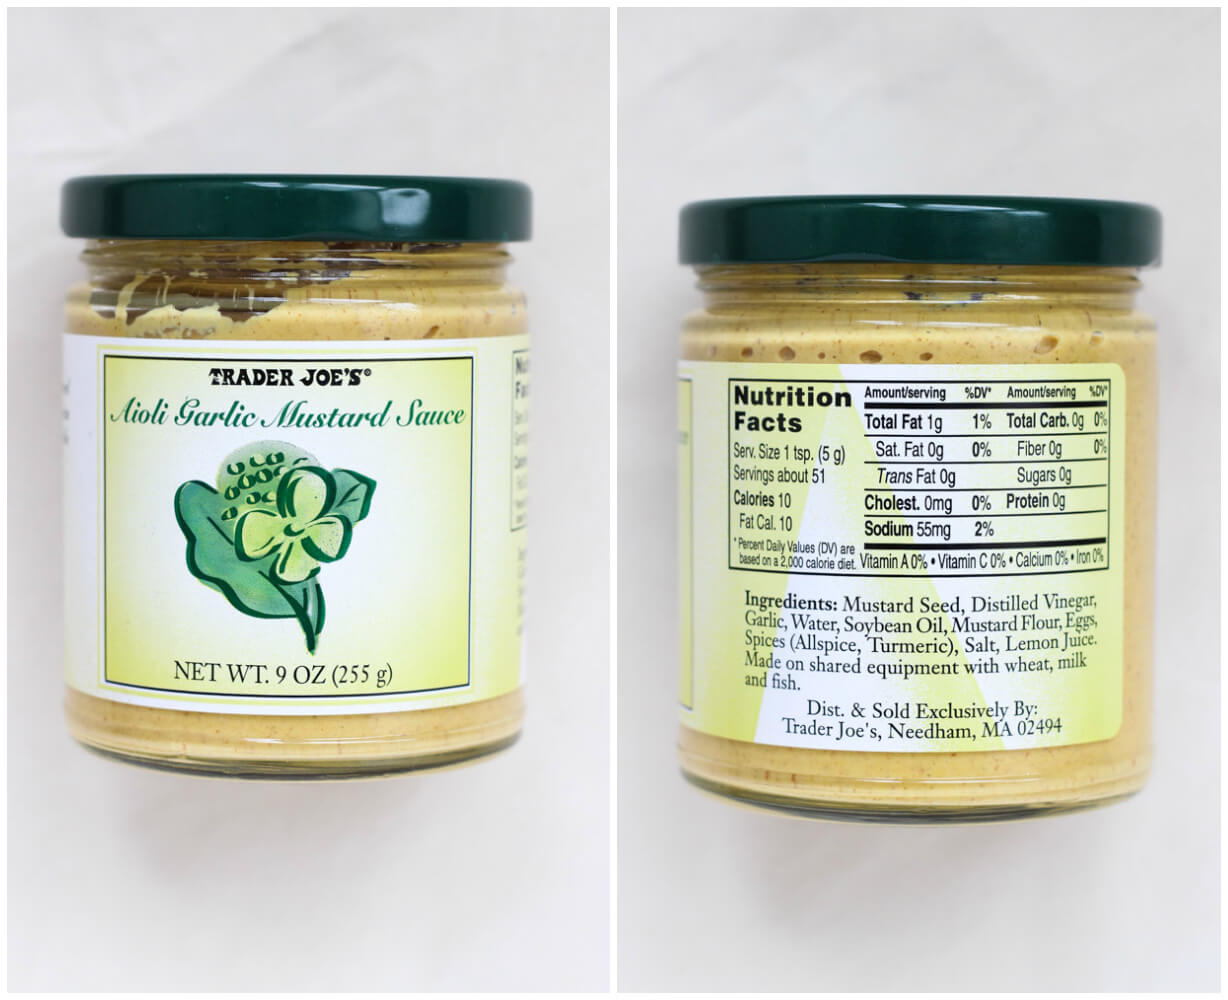 TRADER JOE'S®
Aioli Garlic Mustard Sauce
NET WT. 9 OZ (255 g)
Nutrition
Facts
Serv. Size 1 tsp. (5 g)
Servings about 51
Calories 10
Fat Cal. 10
* Percent Daily Values (DV) are
based on a 2,000 calorie diet.
Amount/serving %DV* Amount/serving %DV*
Total Fat 1g 1% Total Carb. 0g 0%
Sat. Fat 0g 0% Fiber 0g 0%
Trans Fat 0g Sugars 0g
Cholest. 0mg 0% Protein 0g
Sodium 55mg 2%
Vitamin A 0% • Vitamin C 0% • Calcium 0% • Iron 0%
Ingredients: Mustard Seed, Distilled Vinegar,
Garlic, Water, Soybean Oil, Mustard Flour, Eggs,
Spices (Allspice, Turmeric), Salt, Lemon Juice.
Made on shared equipment with wheat, milk
and fish.
Dist. & Sold Exclusively By:
Trader Joe's, Needham, MA 02494